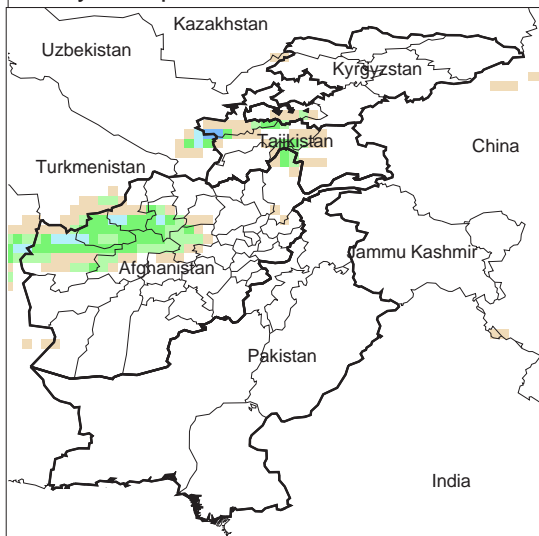 Kazakhstan
Uzbekistan
Kyrgyzstan
Tajikistan
China
Turkmenistan
Jammu Kashmir
Afghanistan
Pakistan
India